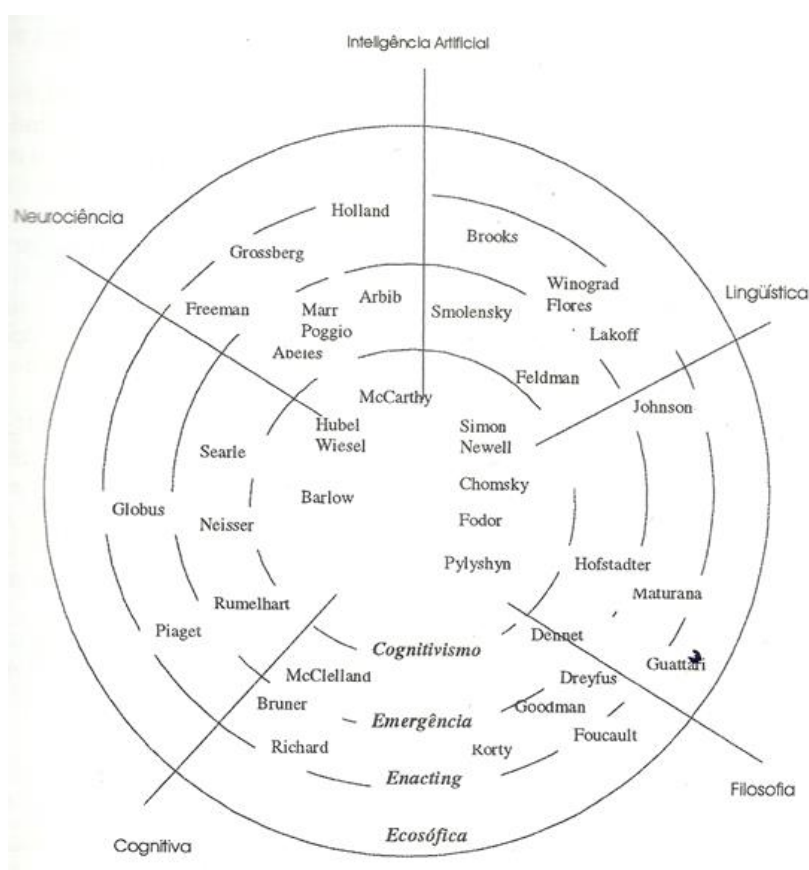 Inteligência Artificial
Neurociência
Holland
Brooks
Grossberg
Winograd
Flores
Lingüística
Arbib
Freeman
Marr
Poggio
Smolensky
Lakoff
Abeles
Feldman
McCarthy
Johnson
Hubel
Wiesel
Simon
Newell
Searle
Chomsky
Barlow
Globus
Fodor
Neisser
Pylyshyn
Hofstadter
Maturana
Rumelhart
Piaget
Dennet
Cognitivismo
Guattari
McClelland
Dreyfus
Bruner
Goodman
Emergência
Foucault
Richard
Rorty
Enacting
Filosofia
Ecosófica
Cognitiva